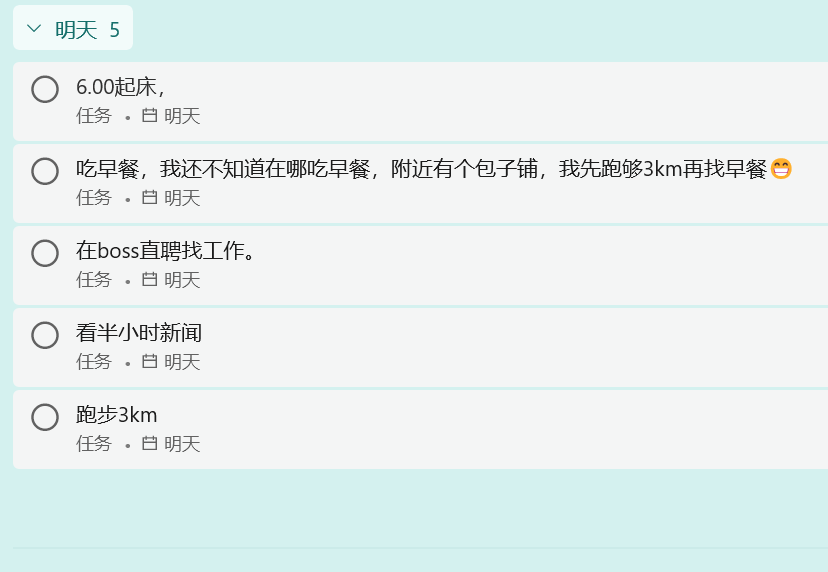 明天 5
6.00起床，
任务 • 明天
吃早餐，我还不知道在哪吃早餐，附近有个包子铺，我先跑够3km再找早餐😁
任务 • 明天
在boss直聘找工作。
任务 • 明天
看半小时新闻
任务 • 明天
跑步3km
任务 • 明天